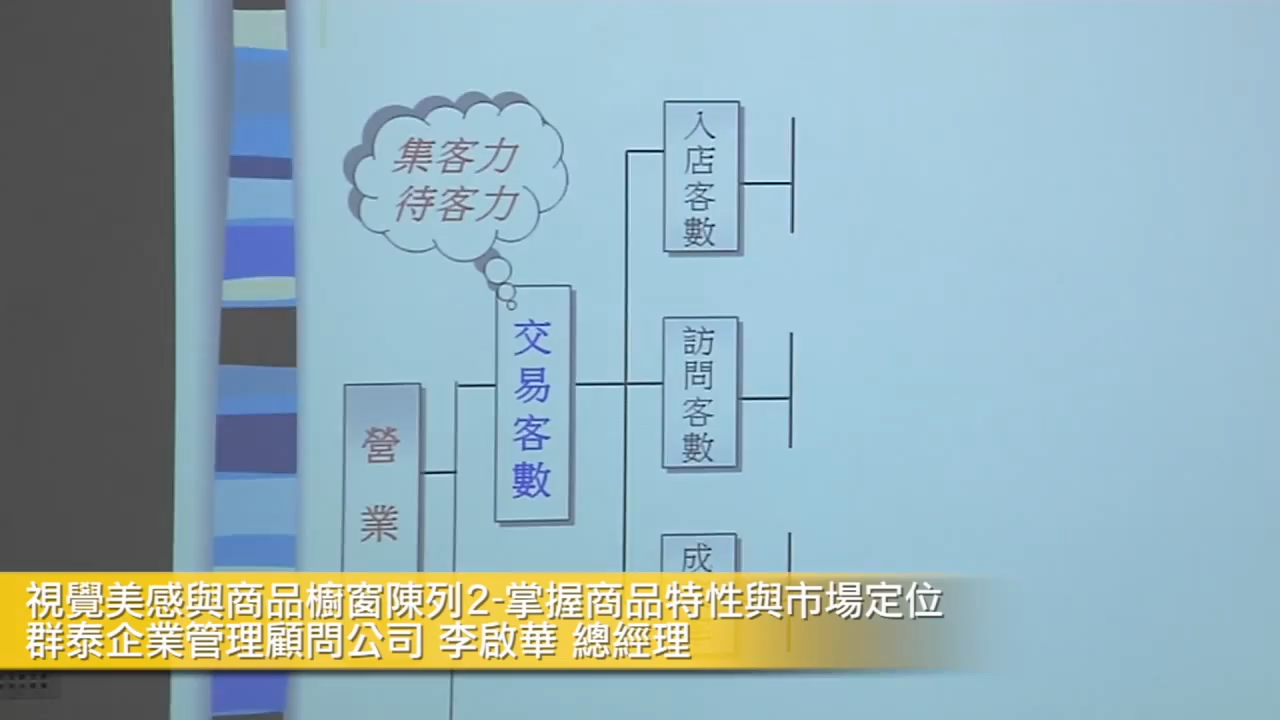 集客力
待客力
入店客數
訪問客數
交易客數
營業
成
視覺美感與商品櫥窗陳列2-掌握商品特性與市場定位
群泰企業管理顧問公司 李啟華 總經理